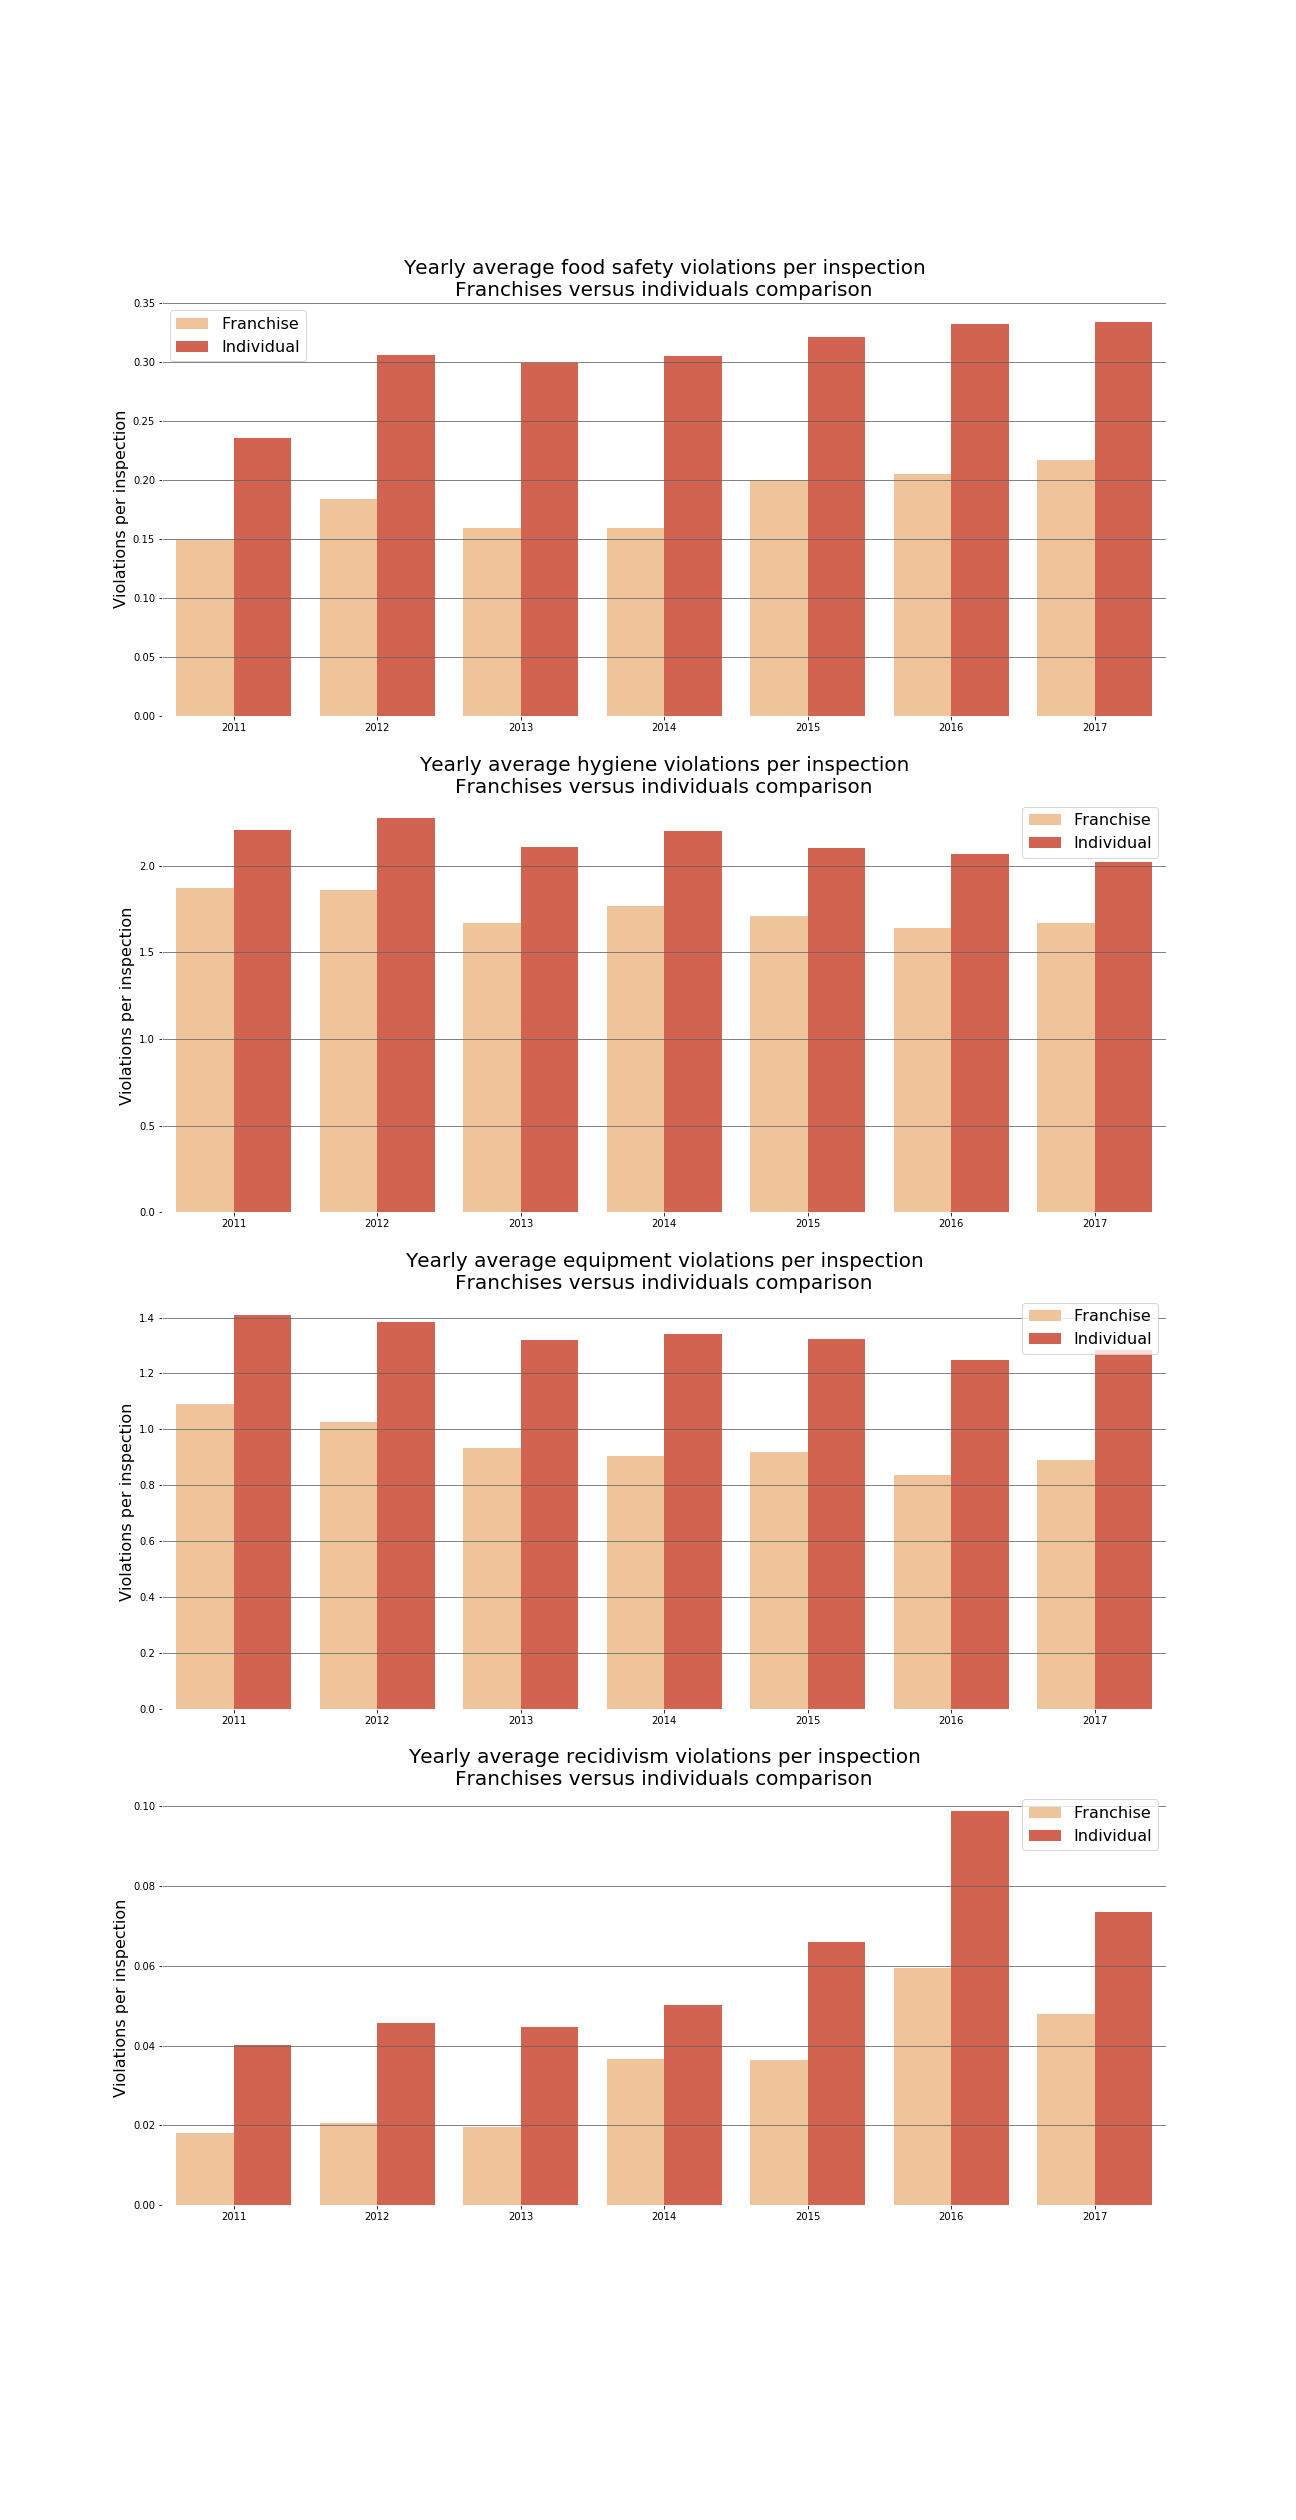 Yearly average food safety violations per inspection
Franchises versus individuals comparison
Franchise
Individual
Violations per inspection
0.35
0.30
0.25
0.20
0.15
0.10
0.05
0.00
2011 2012 2013 2014 2015 2016 2017
Yearly average hygiene violations per inspection
Franchises versus individuals comparison
Franchise
Individual
Violations per inspection
2.0
1.5
1.0
0.5
0.0
2011 2012 2013 2014 2015 2016 2017
Yearly average equipment violations per inspection
Franchises versus individuals comparison
Franchise
Individual
Violations per inspection
1.4
1.2
1.0
0.8
0.6
0.4
0.2
0.0
2011 2012 2013 2014 2015 2016 2017
Yearly average recidivism violations per inspection
Franchises versus individuals comparison
Franchise
Individual
Violations per inspection
0.10
0.08
0.06
0.04
0.02
0.00
2011 2012 2013 2014 2015 2016 2017